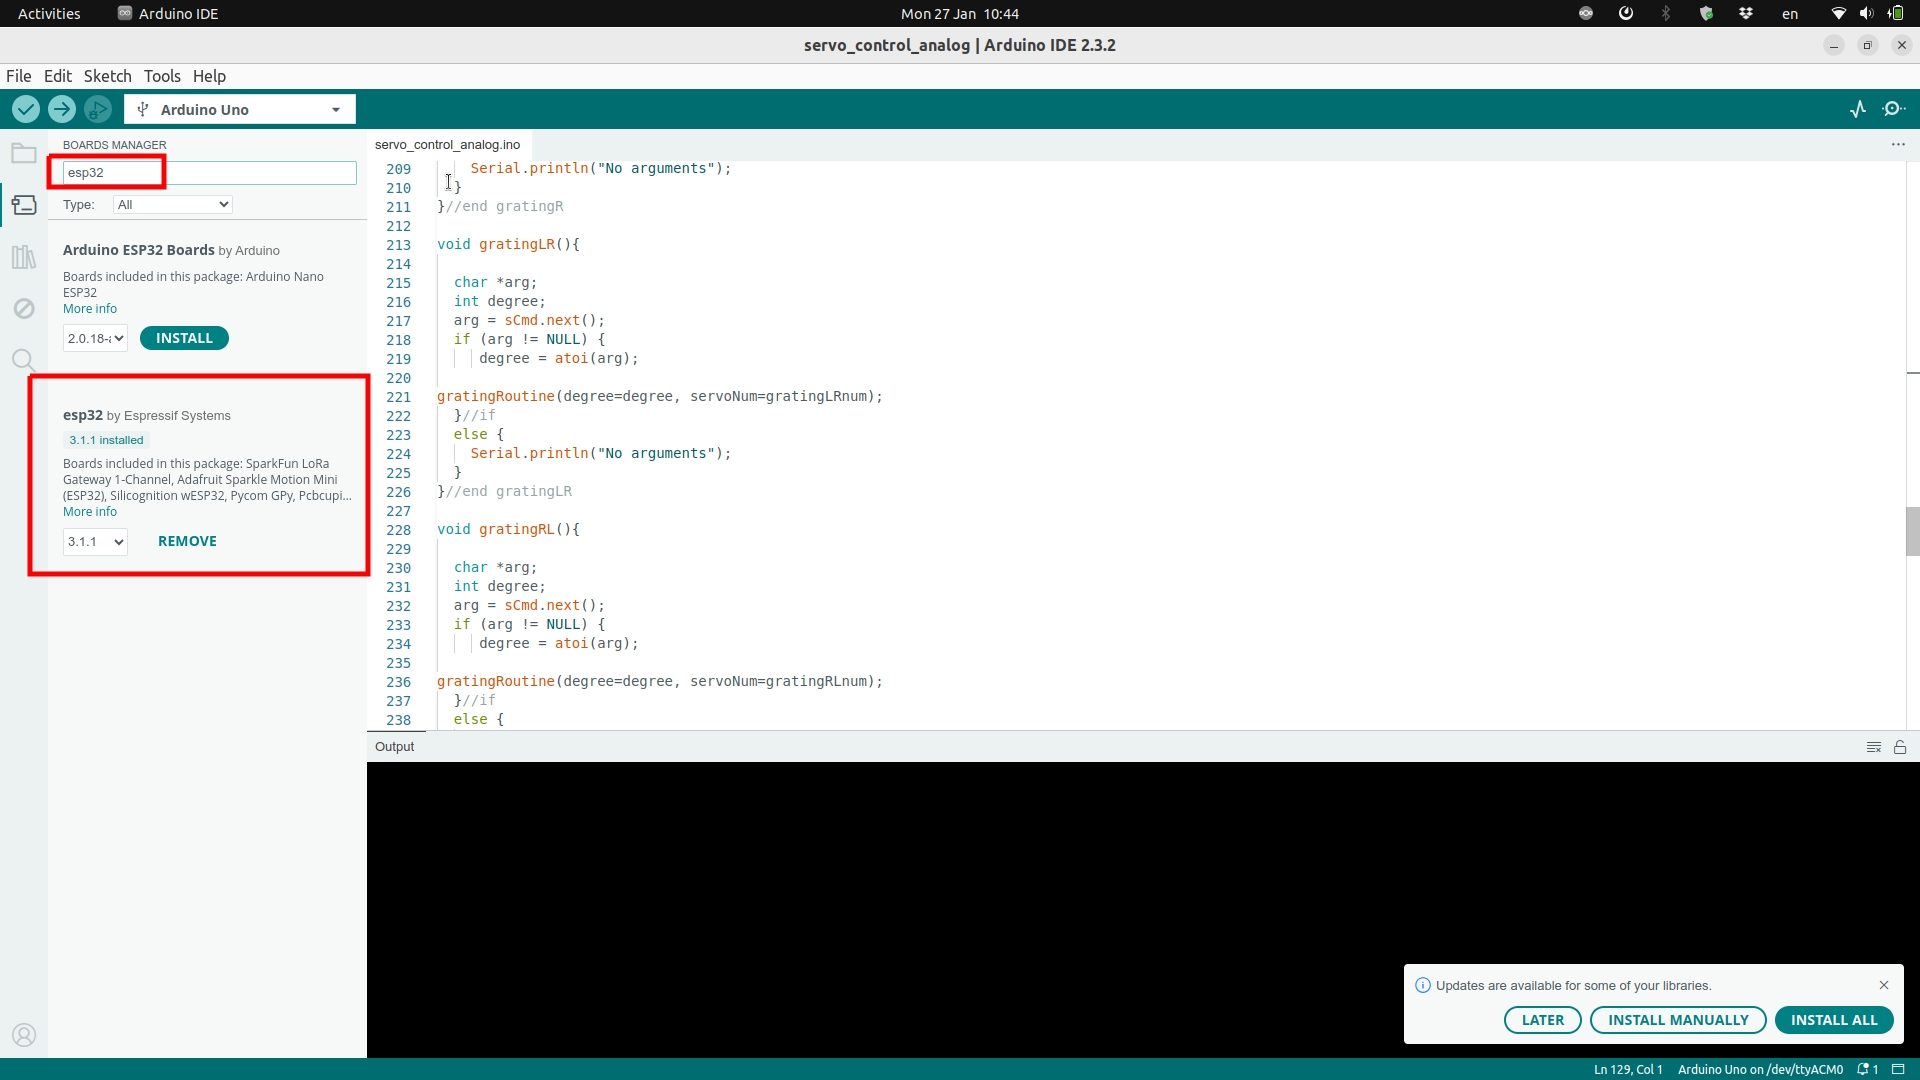 Activities
Arduino IDE
Mon 27 Jan 10:44
en
servo_control_analog | Arduino IDE 2.3.2
File Edit Sketch Tools Help
Arduino Uno
BOARDS MANAGER
esp32
Type: All
Arduino ESP32 Boards by Arduino
Boards included in this package: Arduino Nano
ESP32
More info
2.0.18-a
INSTALL
esp32 by Espressif Systems
3.1.1 installed
Boards included in this package: SparkFun LoRa
Gateway 1-Channel, Adafruit Sparkle Motion Mini
(ESP32), Silicognition wESP32, Pycom GPy, Pcbcupi...
More info
3.1.1
REMOVE
servo_control_analog.ino
209 Serial.println("No arguments");
210 }
211 }//end gratingR
212
213 void gratingLR(){
214
215 char *arg;
216 int degree;
217 arg = sCmd.next();
218 if (arg != NULL) {
219 degree = atoi(arg);
220
221 gratingRoutine(degree=degree, servoNum=gratingLRnum);
222 }//if
223 else {
224 Serial.println("No arguments");
225 }
226 }//end gratingLR
227
228 void gratingRL(){
229
230 char *arg;
231 int degree;
232 arg = sCmd.next();
233 if (arg != NULL) {
234 degree = atoi(arg);
235
236 gratingRoutine(degree=degree, servoNum=gratingRLnum);
237 }//if
238 else {
Output
Updates are available for some of your libraries.
LATER
INSTALL MANUALLY
INSTALL ALL
Ln 129, Col 1
Arduino Uno on /dev/ttyACM0
1